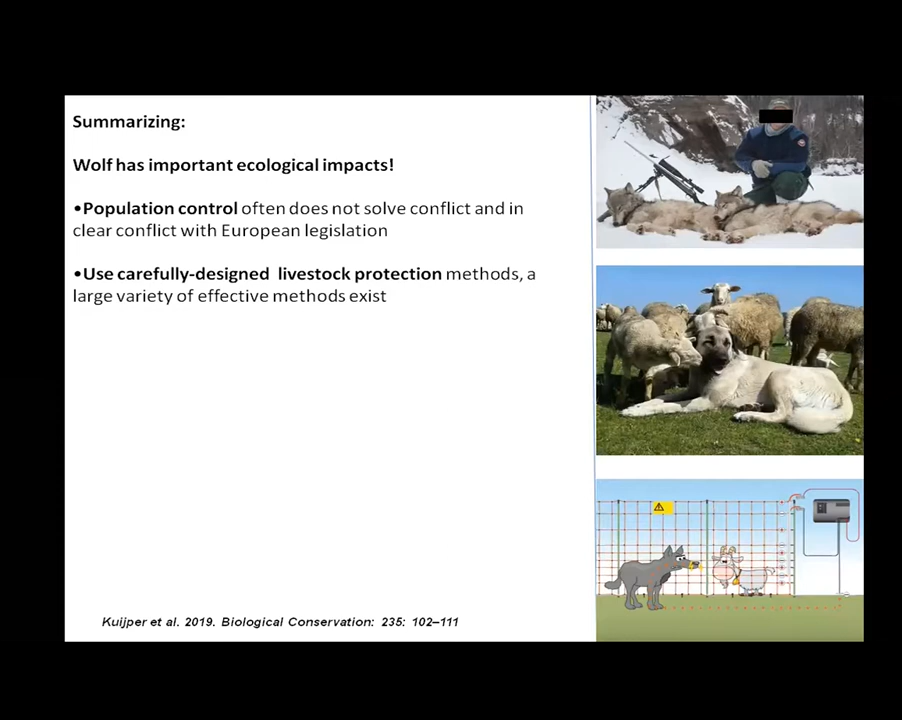 Summarizing:
Wolf has important ecological impacts!
•Population control often does not solve conflict and in
clear conflict with European legislation
•Use carefully-designed livestock protection methods, a
large variety of effective methods exist
Kuijper et al. 2019. Biological Conservation: 235: 102–111